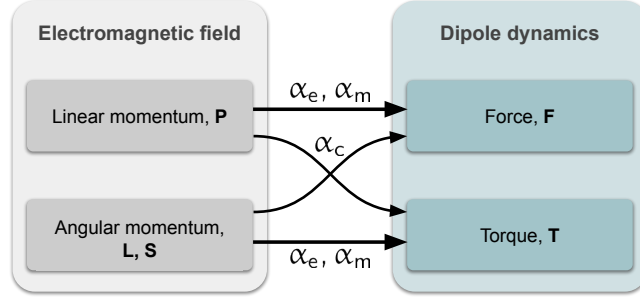 Electromagnetic field
Dipole dynamics
Linear momentum, P
αe, αm
Force, F
αc
Angular momentum,
L, S
αe, αm
Torque, T